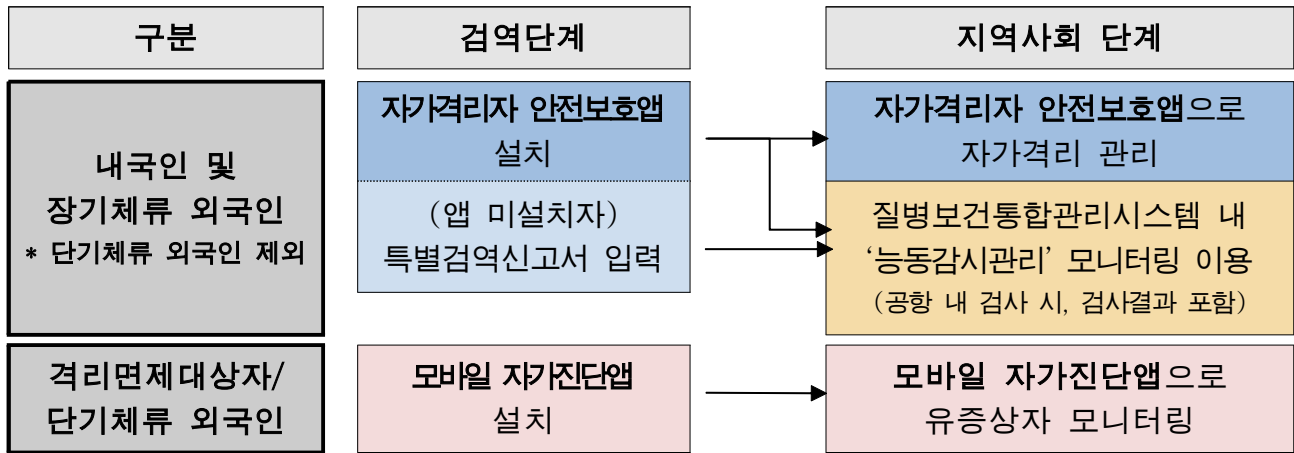 구분
검역단계
지역사회 단계
내국인 및
장기체류 외국인
* 단기체류 외국인 제외
자가격리자 안전보호앱
설치
(앱 미설치자)
특별검역신고서 입력
자가격리자 안전보호앱으로
자가격리 관리
질병보건통합관리시스템 내
‘능동감시관리’ 모니터링 이용
(공항 내 검사 시, 검사결과 포함)
격리면제대상자/
단기체류 외국인
모바일 자가진단앱
설치
모바일 자가진단앱으로
유증상자 모니터링